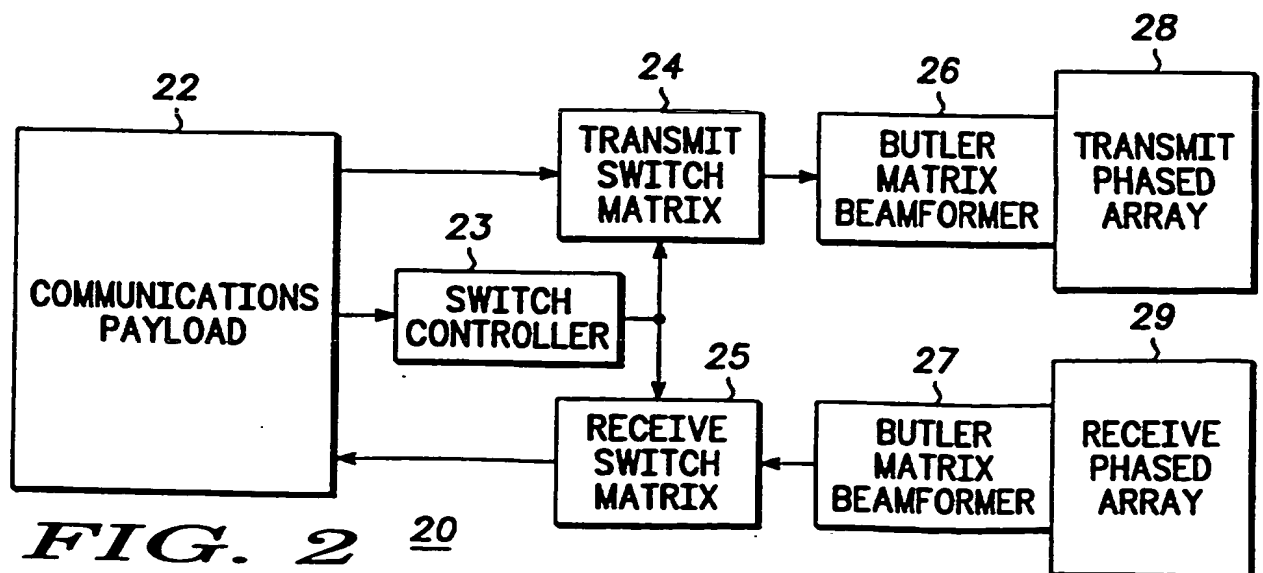 28
24
22
26
TRANSMIT
SWITCH
MATRIX
BUTLER
MATRIX
BEAMFORMER
TRANSMIT
PHASED
ARRAY
23
COMMUNICATIONS
PAYLOAD
SWITCH
CONTROLLER
29
25
27
RECEIVE
SWITCH
MATRIX
BUTLER
MATRIX
BEAMFORMER
RECEIVE
PHASED
ARRAY
FIG. 2 20